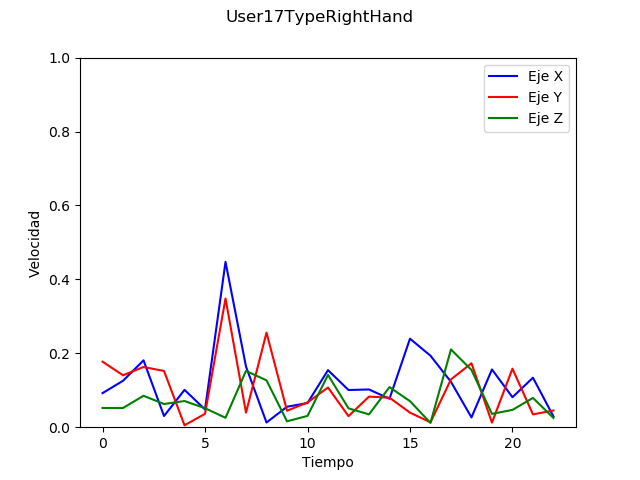 User17TypeRightHand
1.0
0.8
0.6
0.4
0.2
0.0
Velocidad
Eje X
Eje Y
Eje Z
0 5 10 15 20
Tiempo